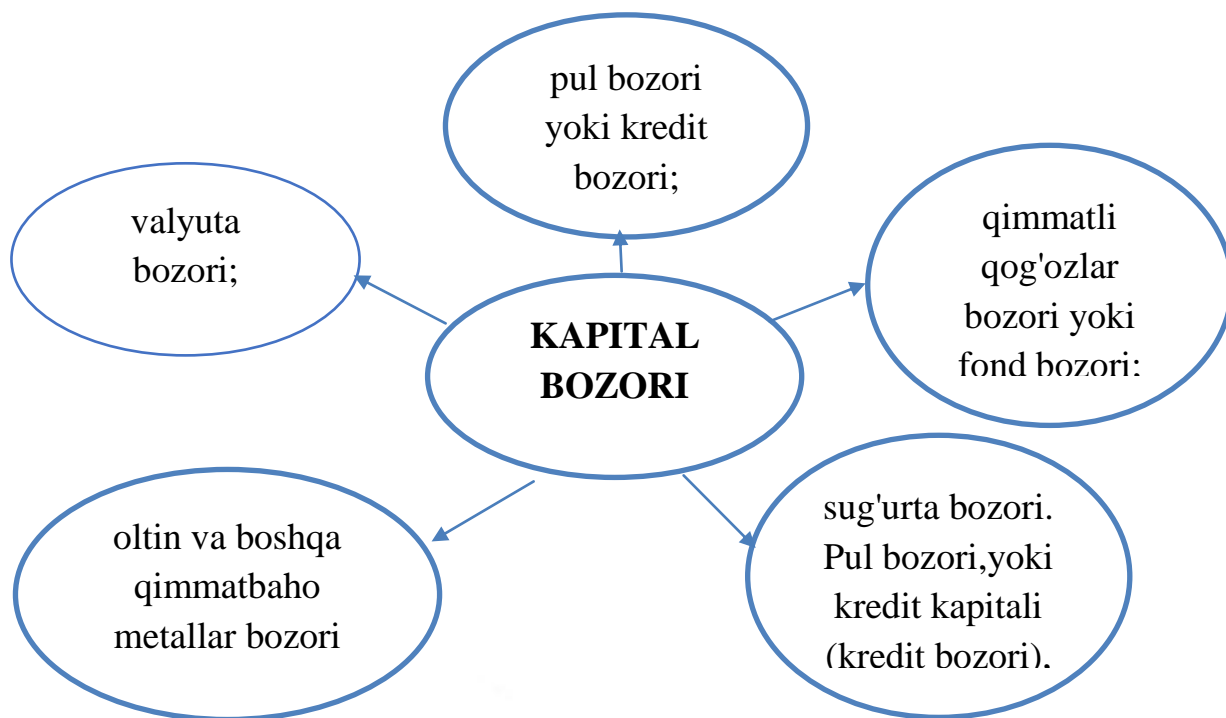 pul bozori
yoki kredit
bozori;
valyuta
bozori;
qimmatli
qog'ozlar
bozori yoki
fond bozori;
KAPITAL
BOZORI
oltin va boshqa
qimmatbaho
metallar bozori
sug'urta bozori.
Pul bozori,yoki
kredit kapitali
(kredit bozori),